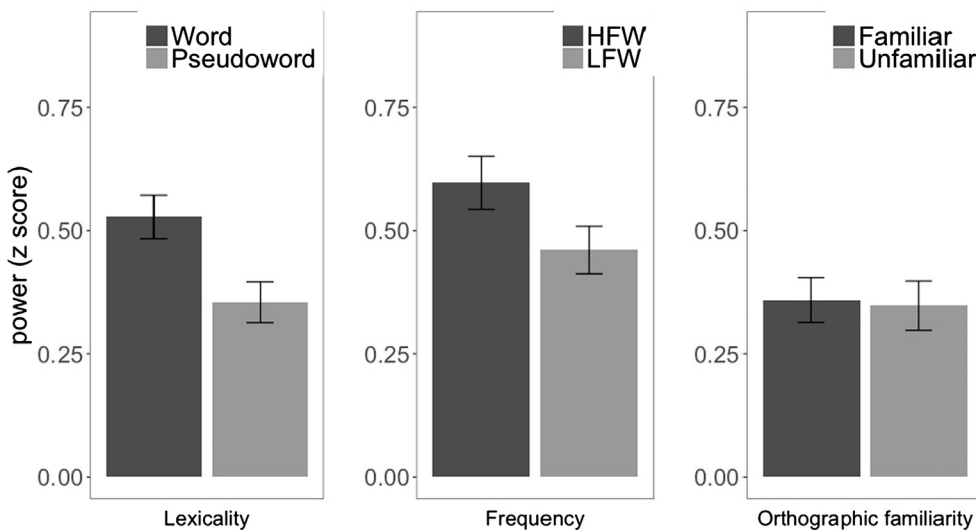 Word
Pseudoword
HFW
LFW
Familiar
Unfamiliar
power (z score)
0.75
0.50
0.25
0.00
0.75
0.50
0.25
0.00
0.75
0.50
0.25
0.00
Lexicality
Frequency
Orthographic familiarity